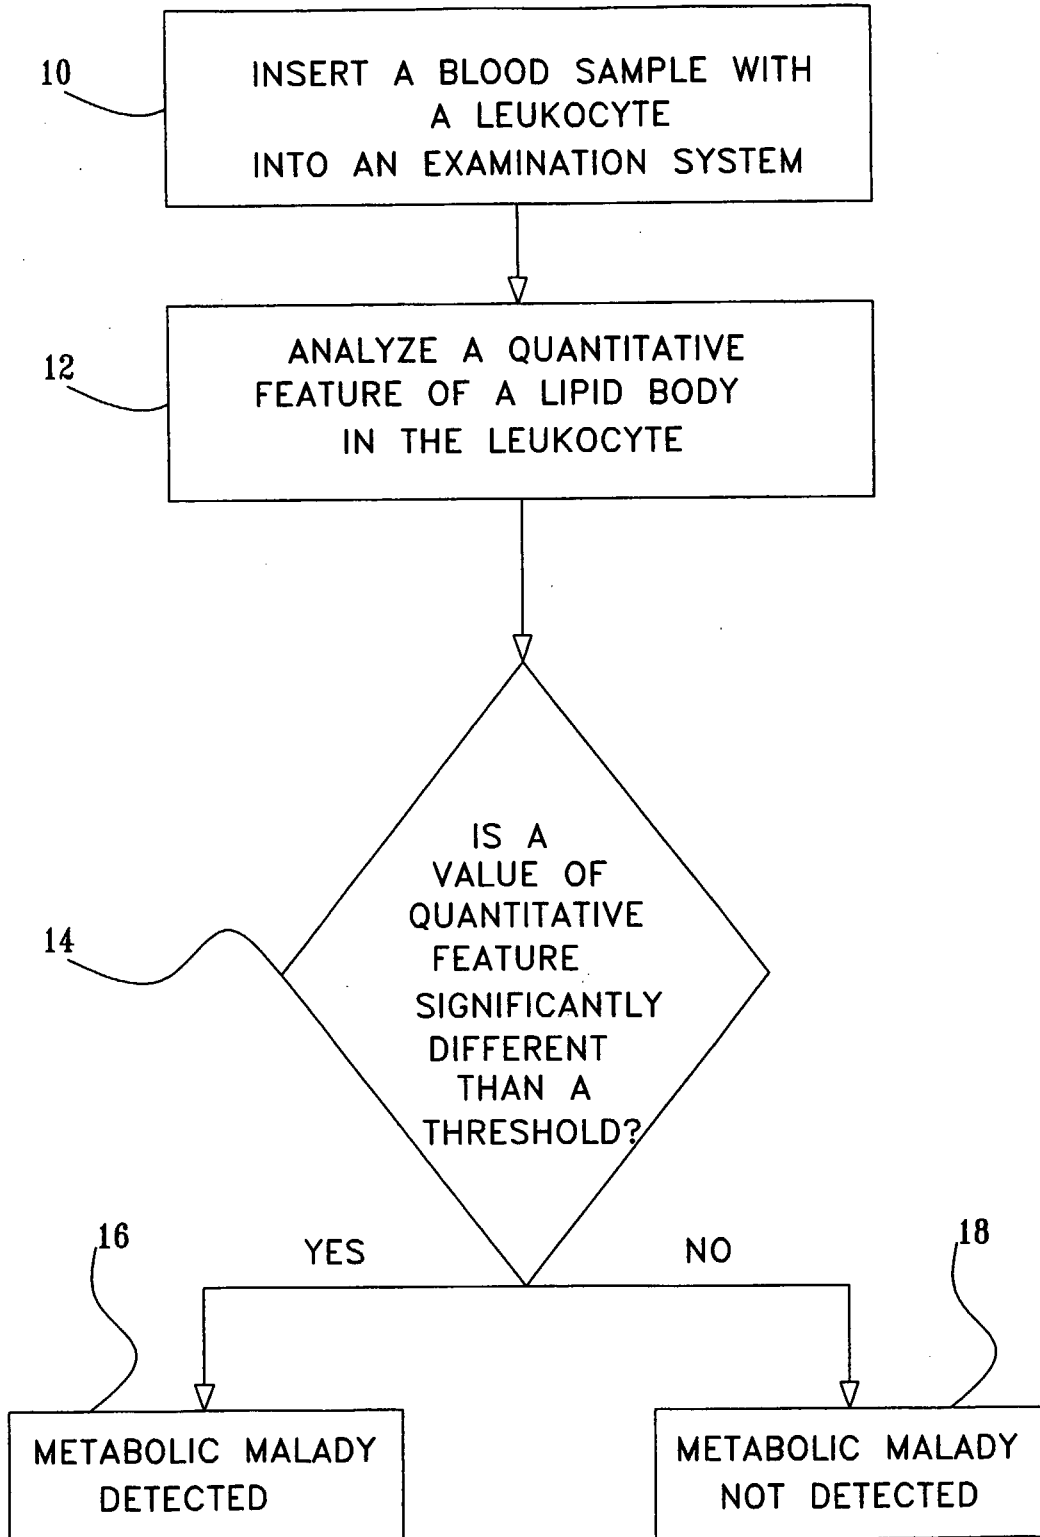 10
INSERT A BLOOD SAMPLE WITH
A LEUKOCYTE
INTO AN EXAMINATION SYSTEM
12
ANALYZE A QUANTITATIVE
FEATURE OF A LIPID BODY
IN THE LEUKOCYTE
14
IS A
VALUE OF
QUANTITATIVE
FEATURE
SIGNIFICANTLY
DIFFERENT
THAN A
THRESHOLD?
16
YES
NO
18
METABOLIC MALADY
DETECTED
METABOLIC MALADY
NOT DETECTED